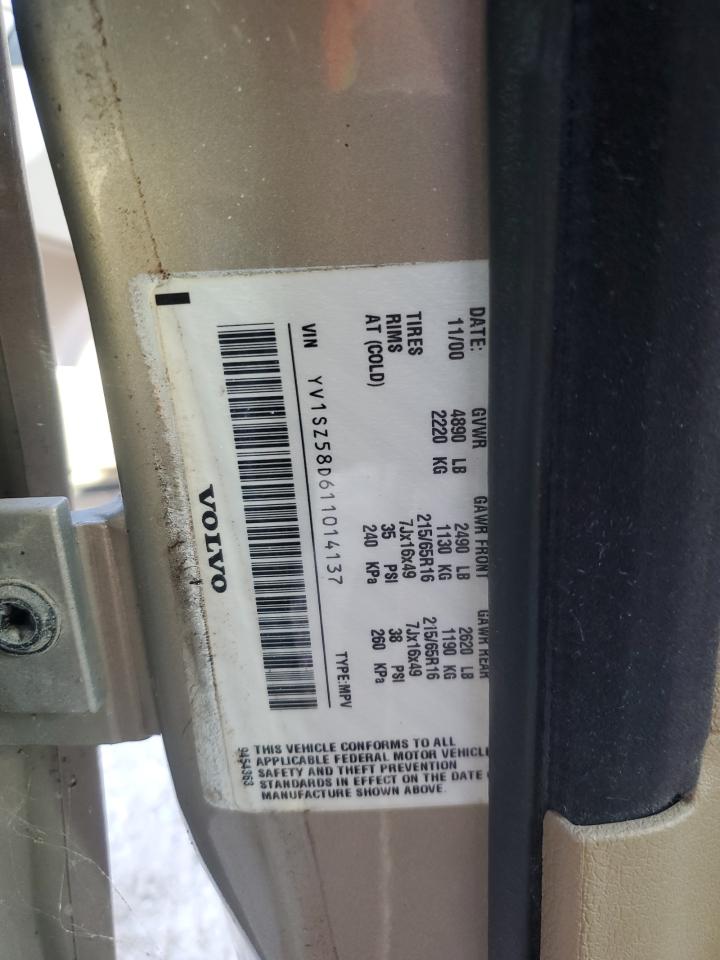 DATE: GVWR GAWR FRONT GAWR REAR
11/00 4890 LB 2490 LB 2620 LB
2220 KG 1130 KG 1190 KG
TIRES 215/65R16 215/65R16
RIMS 7Jx16x49 7Jx16x49
AT (COLD) 35 PSI 38 PSI
240 KPa 260 KPa
VIN YV1SZ58D611014137 TYPE:MPV
VOLVO
THIS VEHICLE CONFORMS TO ALL
APPLICABLE FEDERAL MOTOR VEHICL
SAFETY AND THEFT PREVENTION
STANDARDS IN EFFECT ON THE DATE
MANUFACTURE SHOWN ABOVE.
9454363